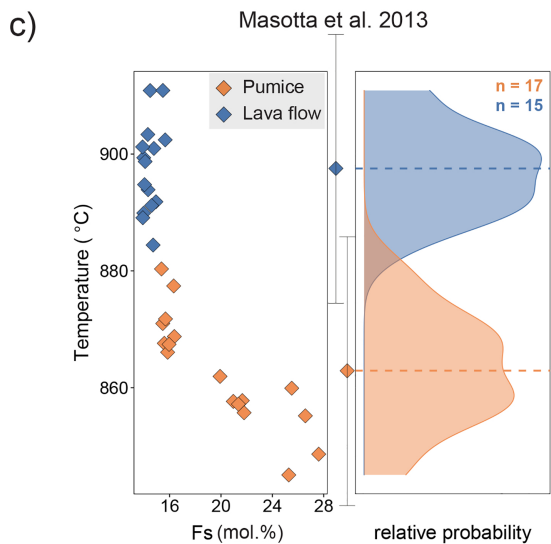 c)
Masotta et al. 2013
Pumice
Lava flow
n = 17
n = 15
Temperature ( °C)
900
880
860
16
20
24
28
Fs (mol.%)
relative probability